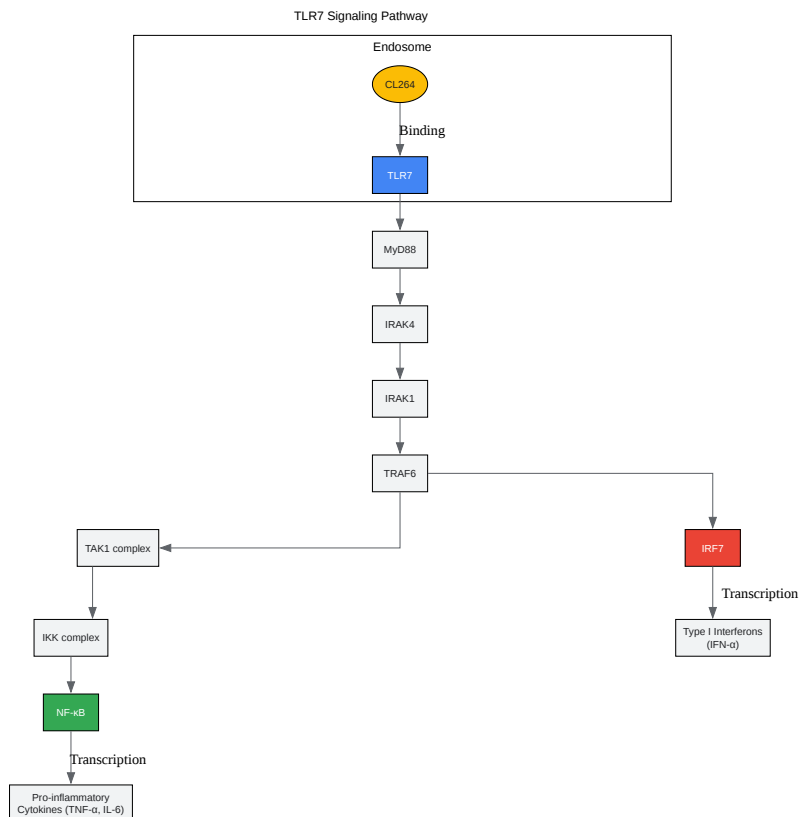 TLR7 Signaling Pathway
Endosome
CL264
Binding
TLR7
MyD88
IRAK4
IRAK1
TRAF6
TAK1 complex
IRF7
Transcription
IKK complex
Type I Interferons
(IFN-α)
NF-κB
Transcription
Pro-inflammatory
Cytokines (TNF-α, IL-6)